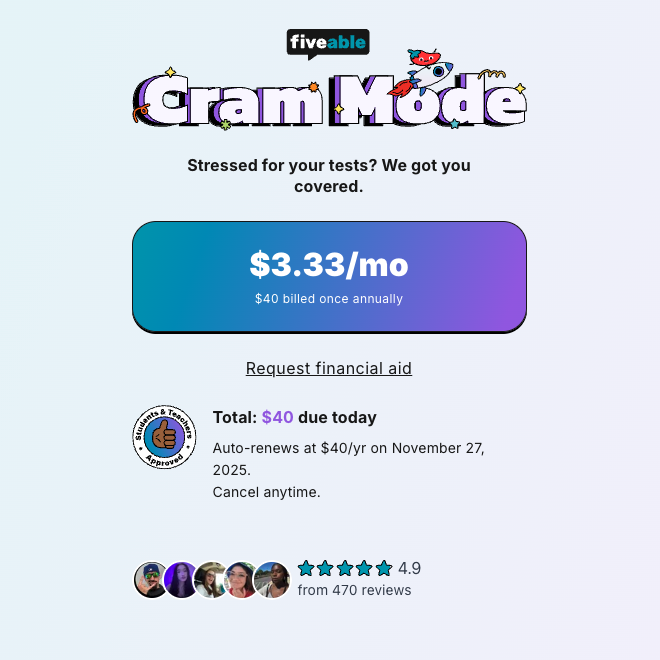 fiveable
Cram Mode
Stressed for your tests? We got you
covered.
$3.33/mo
$40 billed once annually
Request financial aid
Students & Teachers
Approved
Total: $40 due today
Auto-renews at $40/yr on November 27,
2025.
Cancel anytime.
4.9
from 470 reviews